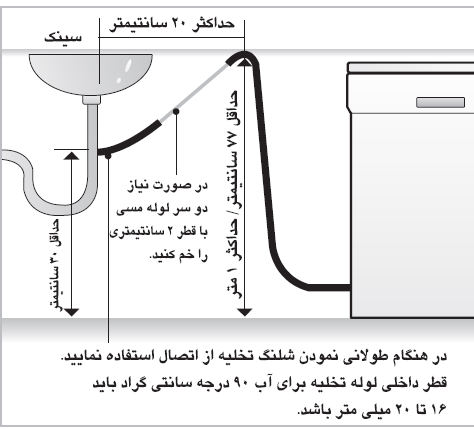 حداکثر ۲۰ سانتیمتر
سینک
حداقل ۷۷ سانتیمتر / حداکثر ۱ متر
در صورت نیاز
دو سر لوله مسی
با قطر ۲ سانتیمتری
را خم کنید.
حداقل ۳۰ سانتیمتر
در هنگام طولانی نمودن شلنگ تخلیه از اتصال استفاده نمایید.
قطر داخلی لوله تخلیه برای آب ۹۰ درجه سانتی گراد باید
۱۶ تا ۲۰ میلی متر باشد.